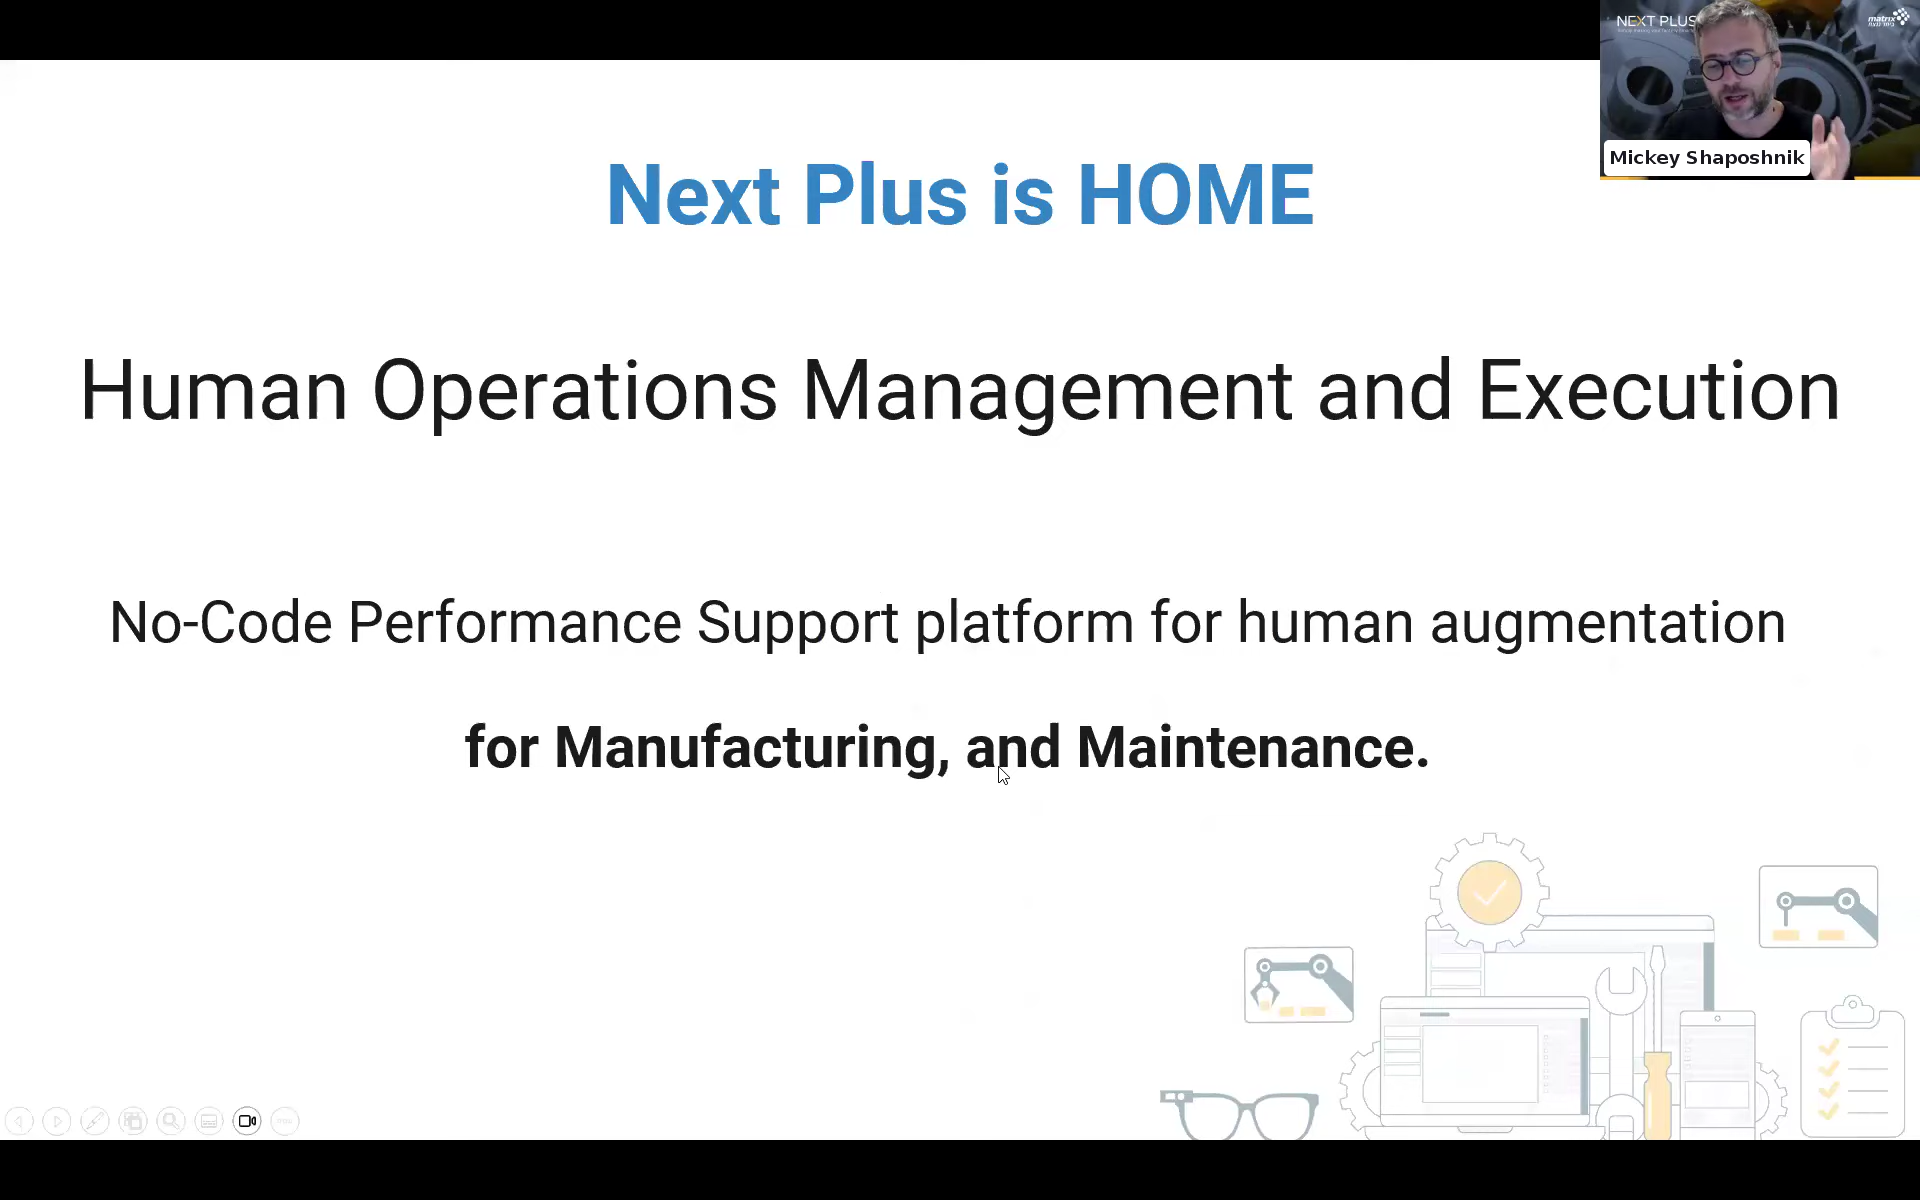 NEXT PLUS
matrix
Mickey Shaposhnik
Next Plus is HOME
Human Operations Management and Execution
No-Code Performance Support platform for human augmentation
for Manufacturing, and Maintenance.